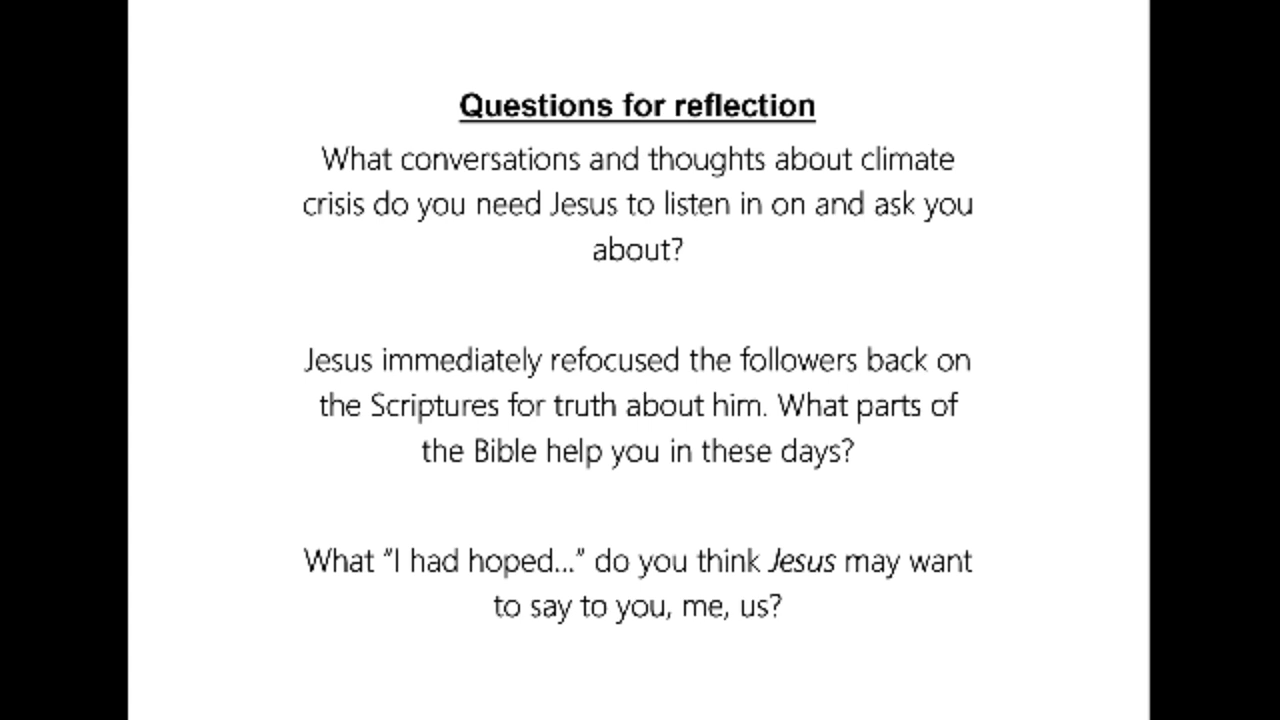 Questions for reflection
What conversations and thoughts about climate
crisis do you need Jesus to listen in on and ask you
about?
Jesus immediately refocused the followers back on
the Scriptures for truth about him. What parts of
the Bible help you in these days?
What “I had hoped...” do you think Jesus may want
to say to you, me, us?